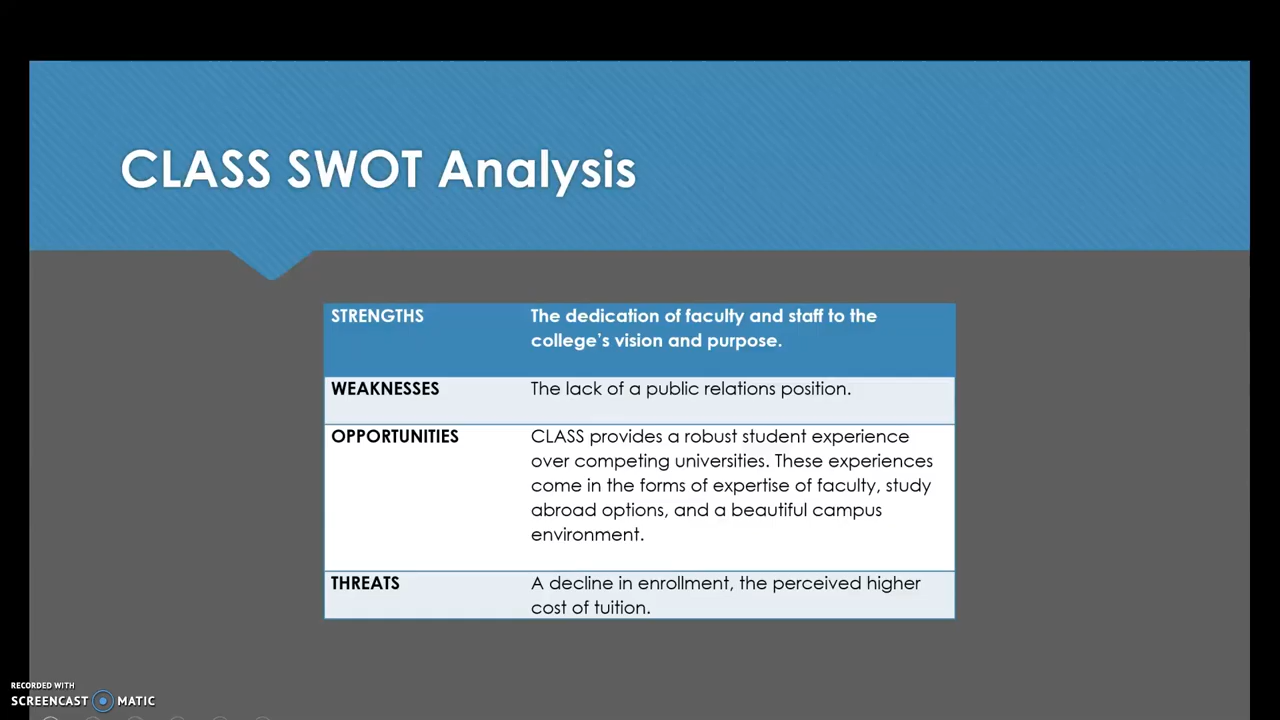 CLASS SWOT Analysis
STRENGTHS
The dedication of faculty and staff to the
college's vision and purpose.
WEAKNESSES
The lack of a public relations position.
OPPORTUNITIES
CLASS provides a robust student experience
over competing universities. These experiences
come in the forms of expertise of faculty, study
abroad options, and a beautiful campus
environment.
THREATS
A decline in enrollment, the perceived higher
cost of tuition.
RECORDED WITH
SCREENCAST MATIC